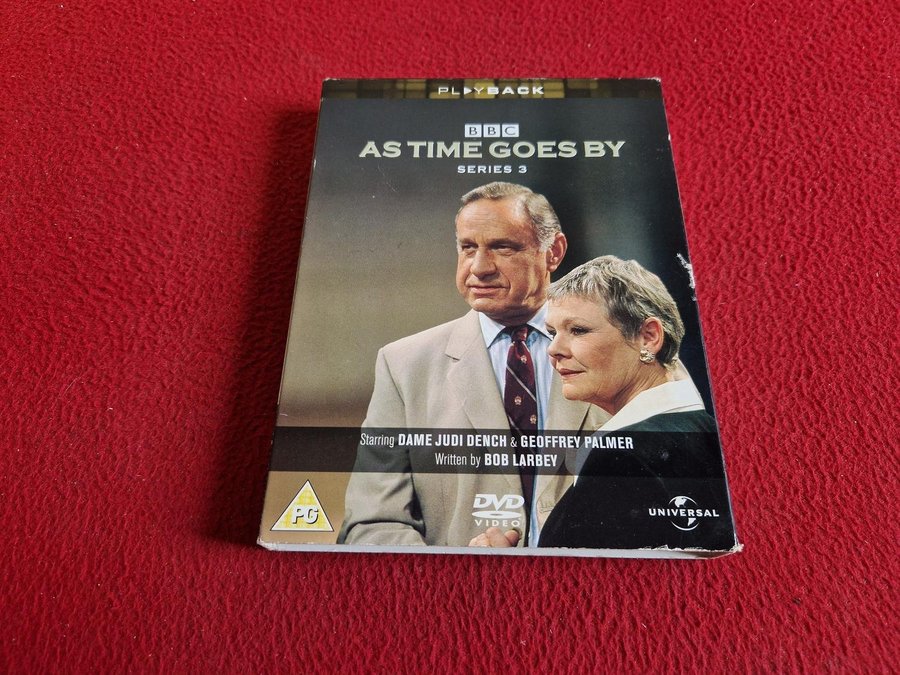 PLAYBACK
BBC
AS TIME GOES BY
SERIES 3
Starring DAME JUDI DENCH & GEOFFREY PALMER
Written by BOB LARBEY
PG
DVD
VIDEO
UNIVERSAL